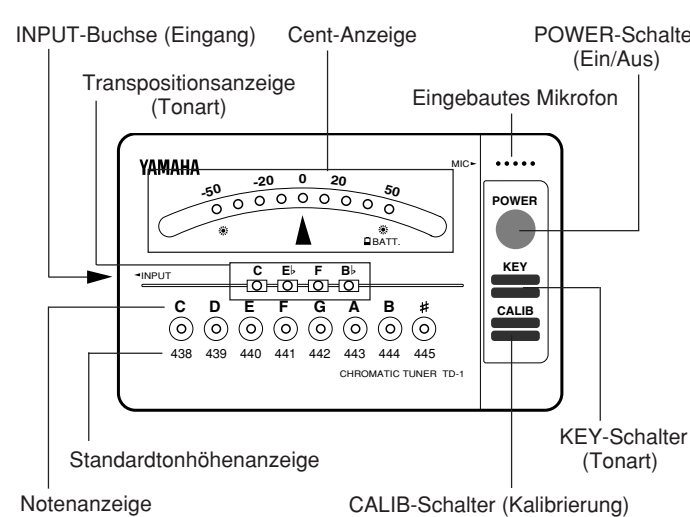 INPUT-Buchse (Eingang) Cent-Anzeige POWER-Schalte
(Ein/Aus)
Transpositionsanzeige
(Tonart)
Eingebautes Mikrofon
YAMAHA
MIC
-50 -20 0 20 50
BATT.
POWER
INPUT
C E♭ F B♭
KEY
C D E F G A B ♯
CALIB
438 439 440 441 442 443 444 445
CHROMATIC TUNER TD-1
KEY-Schalter
(Tonart)
Standardtonhöhenanzeige
Notenanzeige
CALIB-Schalter (Kalibrierung)